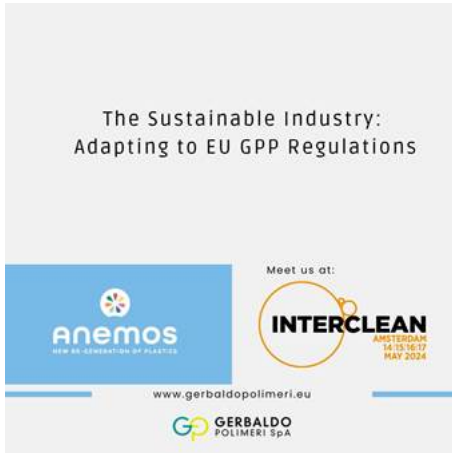 The Sustainable Industry:
Adapting to EU GPP Regulations
Meet us at:
anemos
NEW RE-GENERATION OF PLASTICS
INTERCLEAN
AMSTERDAM
14:15:16:17
MAY 2024
www.gerbaldopolimeri.eu
GERBALDO
POLIMERI SpA